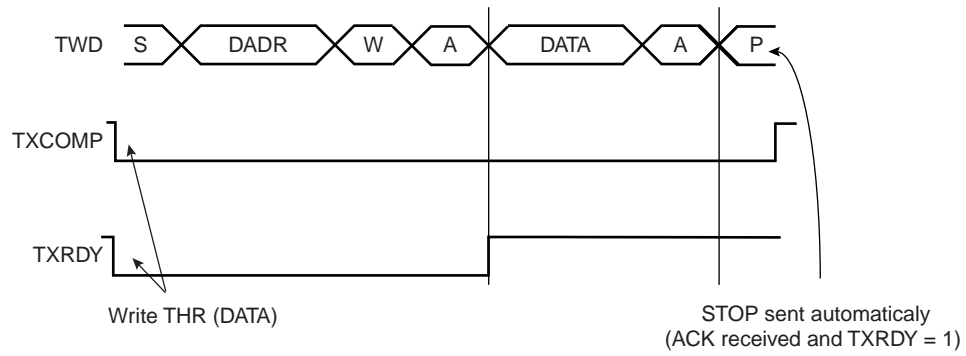 TWD S DADR W A DATA A P
TXCOMP
TXRDY
Write THR (DATA)
STOP sent automaticaly
(ACK received and TXRDY = 1)